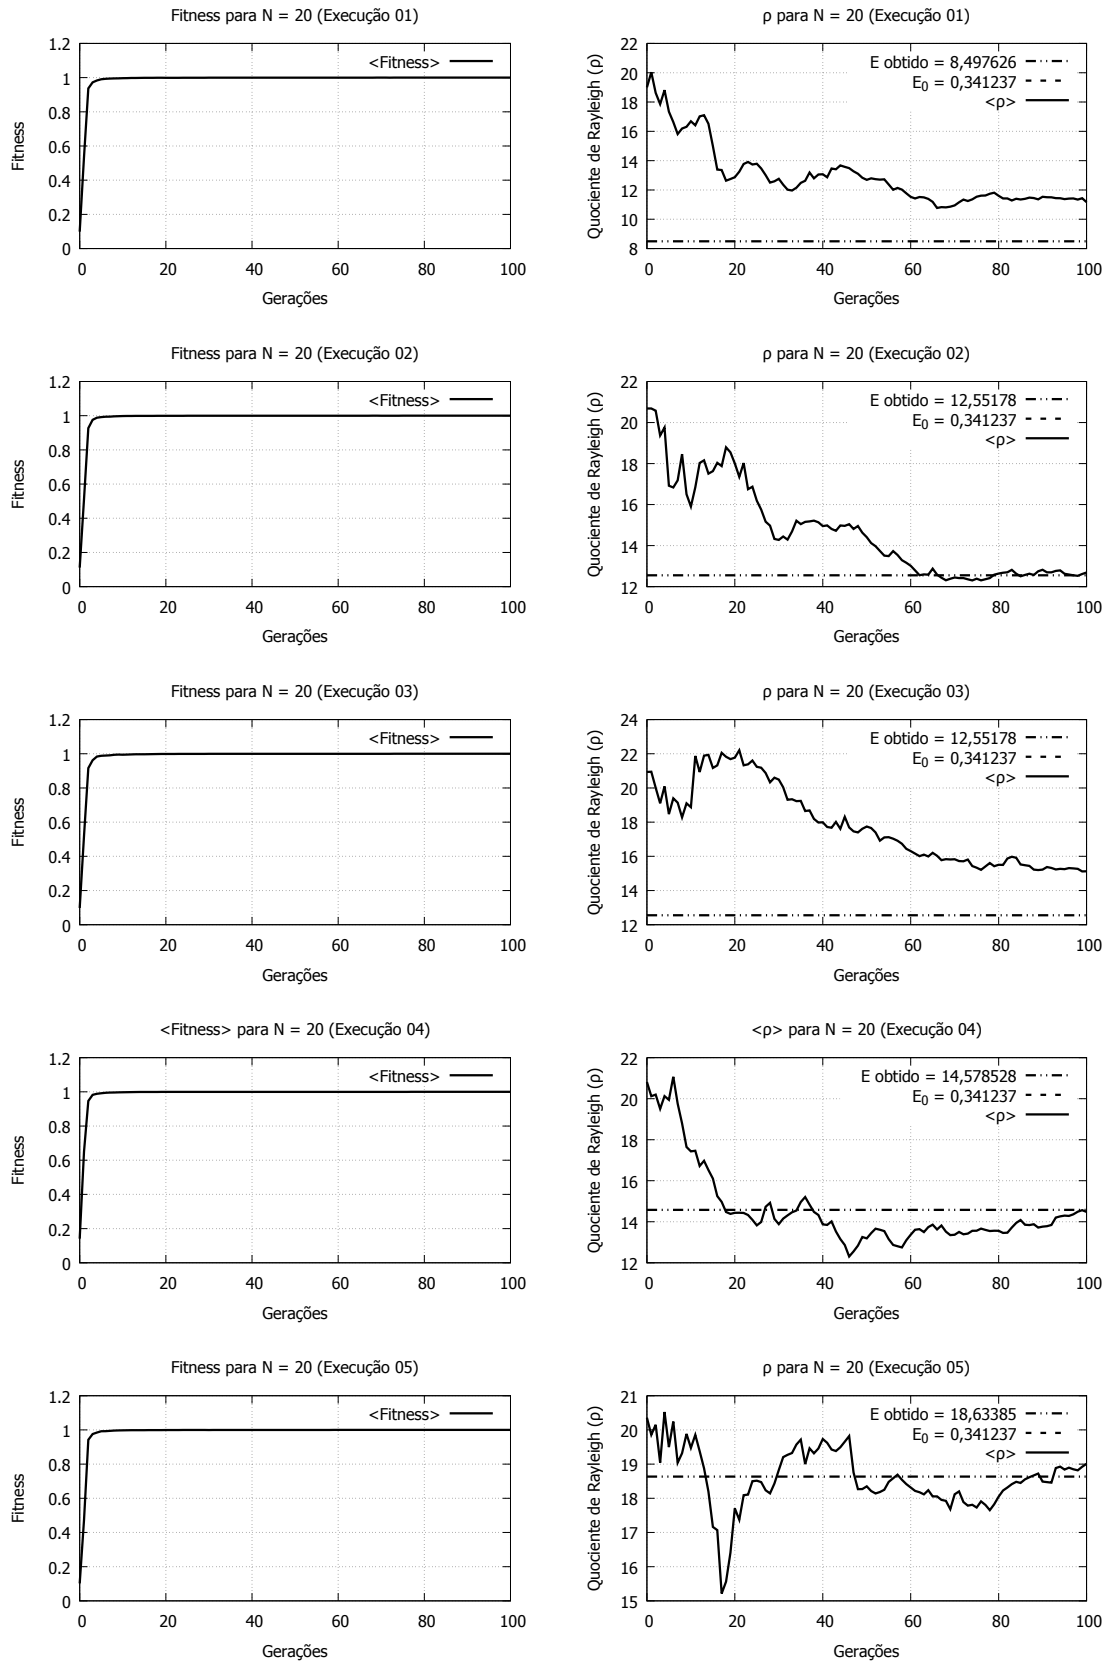 Fitness para N = 20 (Execução 01)
1.2
1
0.8
0.6
0.4
0.2
0
0
20
40
60
80
100
Fitness
Gerações
<Fitness>
ρ para N = 20 (Execução 01)
22
20
18
16
14
12
10
8
0
20
40
60
80
100
Quociente de Rayleigh (ρ)
Gerações
E obtido = 8,497626
E0 = 0,341237
<ρ>
Fitness para N = 20 (Execução 02)
1.2
1
0.8
0.6
0.4
0.2
0
0
20
40
60
80
100
Fitness
Gerações
<Fitness>
ρ para N = 20 (Execução 02)
22
20
18
16
14
12
0
20
40
60
80
100
Quociente de Rayleigh (ρ)
Gerações
E obtido = 12,55178
E0 = 0,341237
<ρ>
Fitness para N = 20 (Execução 03)
1.2
1
0.8
0.6
0.4
0.2
0
0
20
40
60
80
100
Fitness
Gerações
<Fitness>
ρ para N = 20 (Execução 03)
24
22
20
18
16
14
12
0
20
40
60
80
100
Quociente de Rayleigh (ρ)
Gerações
E obtido = 12,55178
E0 = 0,341237
<ρ>
<Fitness> para N = 20 (Execução 04)
1.2
1
0.8
0.6
0.4
0.2
0
0
20
40
60
80
100
Fitness
Gerações
<Fitness>
<ρ> para N = 20 (Execução 04)
22
20
18
16
14
12
0
20
40
60
80
100
Quociente de Rayleigh (ρ)
Gerações
E obtido = 14,578528
E0 = 0,341237
<ρ>
Fitness para N = 20 (Execução 05)
1.2
1
0.8
0.6
0.4
0.2
0
0
20
40
60
80
100
Fitness
Gerações
<Fitness>
ρ para N = 20 (Execução 05)
21
20
19
18
17
16
15
0
20
40
60
80
100
Quociente de Rayleigh (ρ)
Gerações
E obtido = 18,63385
E0 = 0,341237
<ρ>